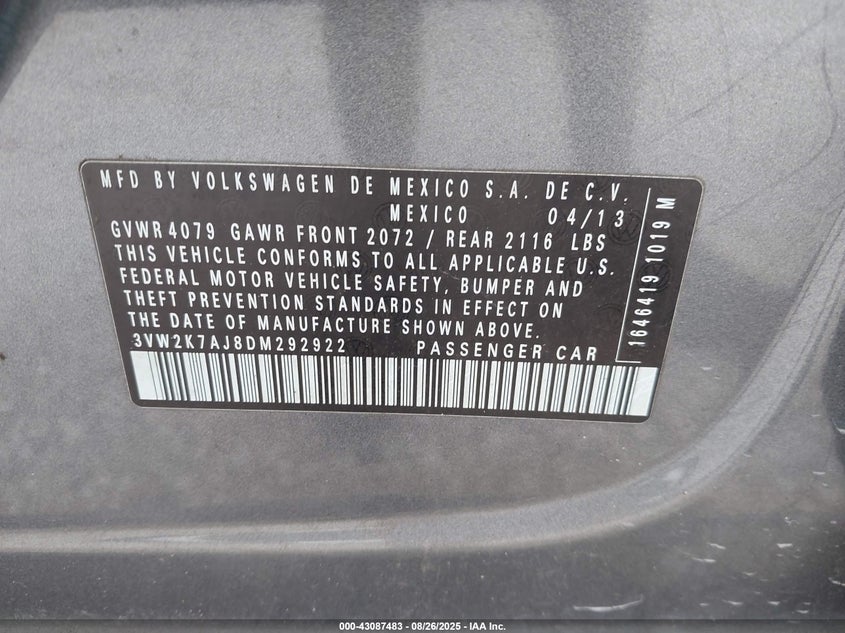 MFD BY VOLKSWAGEN DE MEXICO S.A. DE C.V.
MEXICO 04/13
GVWR 4079 GAWR FRONT 2072 / REAR 2116 LBS
THIS VEHICLE CONFORMS TO ALL APPLICABLE U.S.
FEDERAL MOTOR VEHICLE SAFETY, BUMPER AND
THEFT PREVENTION STANDARDS IN EFFECT ON
THE DATE OF MANUFACTURE SHOWN ABOVE.
3VW2K7AJ8DM292922 PASSENGER CAR
1646419 1019 M
000-43087483 - 08/26/2025 - IAA Inc.